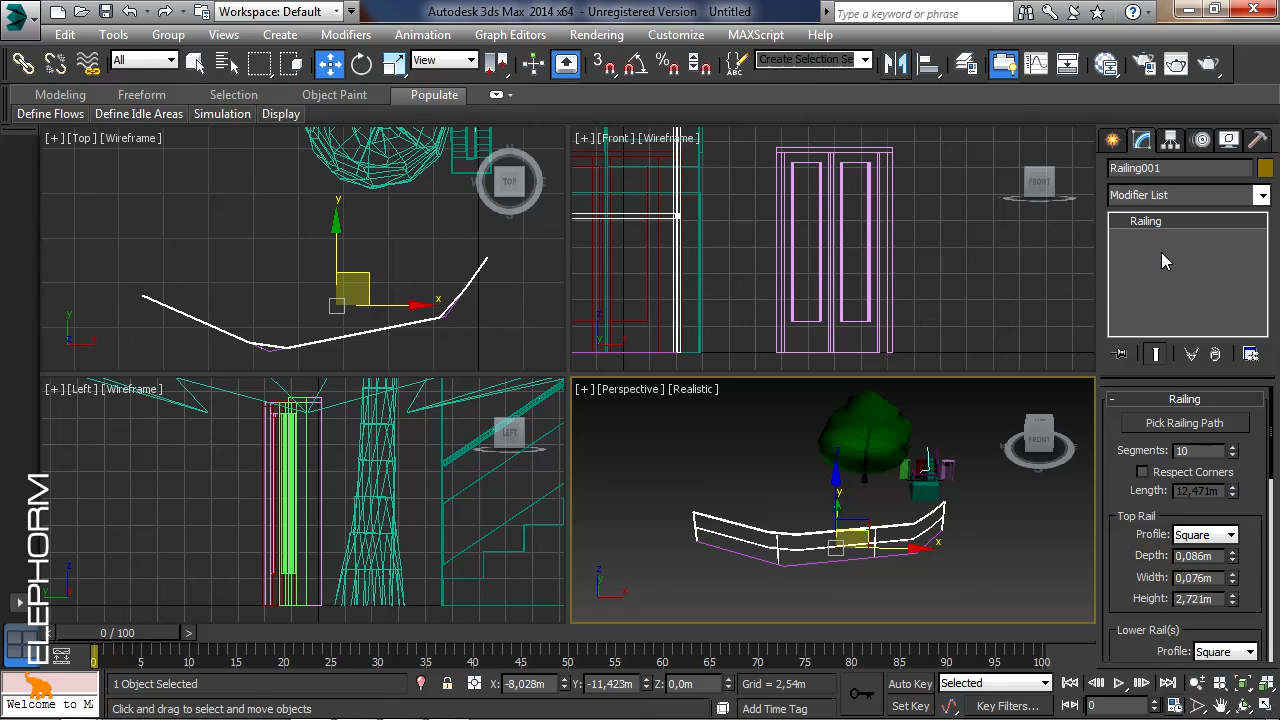 Workspace: Default
Autodesk 3ds Max 2014 x64 - Unregistered Version
Untitled
Type a keyword or phrase
Edit Tools Group Views Create Modifiers Animation Graph Editors Rendering Customize MAXScript Help
All
View
3
Create Selection Se
Modeling Freeform Selection Object Paint Populate
Define Flows Define Idle Areas Simulation Display
[+] [Top] [Wireframe]
TOP
y
x
y
z
x
[+] [Front] [Wireframe]
FRONT
z
x
[+] [Left] [Wireframe]
LEFT
z
y
[+] [Perspective] [Realistic]
FRONT
y
x
z
x
Railing001
Modifier List
Railing
- Railing
Pick Railing Path
Segments: 10
Respect Corners
Length: 12,471m
Top Rail
Profile: Square
Depth: 0,086m
Width: 0,076m
Height: 2,721m
Lower Rail(s)
Profile: Square
ELEPHORM
0 / 100
0 5 10 15 20 25 30 35 40 45 50 55 60 65 70 75 80 85 90 95 100
1 Object Selected
X: -8,028m Y: -11,423m Z: 0,0m
Grid = 2,54m
Auto Key
Selected
Welcome to M
Click and drag to select and move objects
Add Time Tag
Set Key
Key Filters...
0